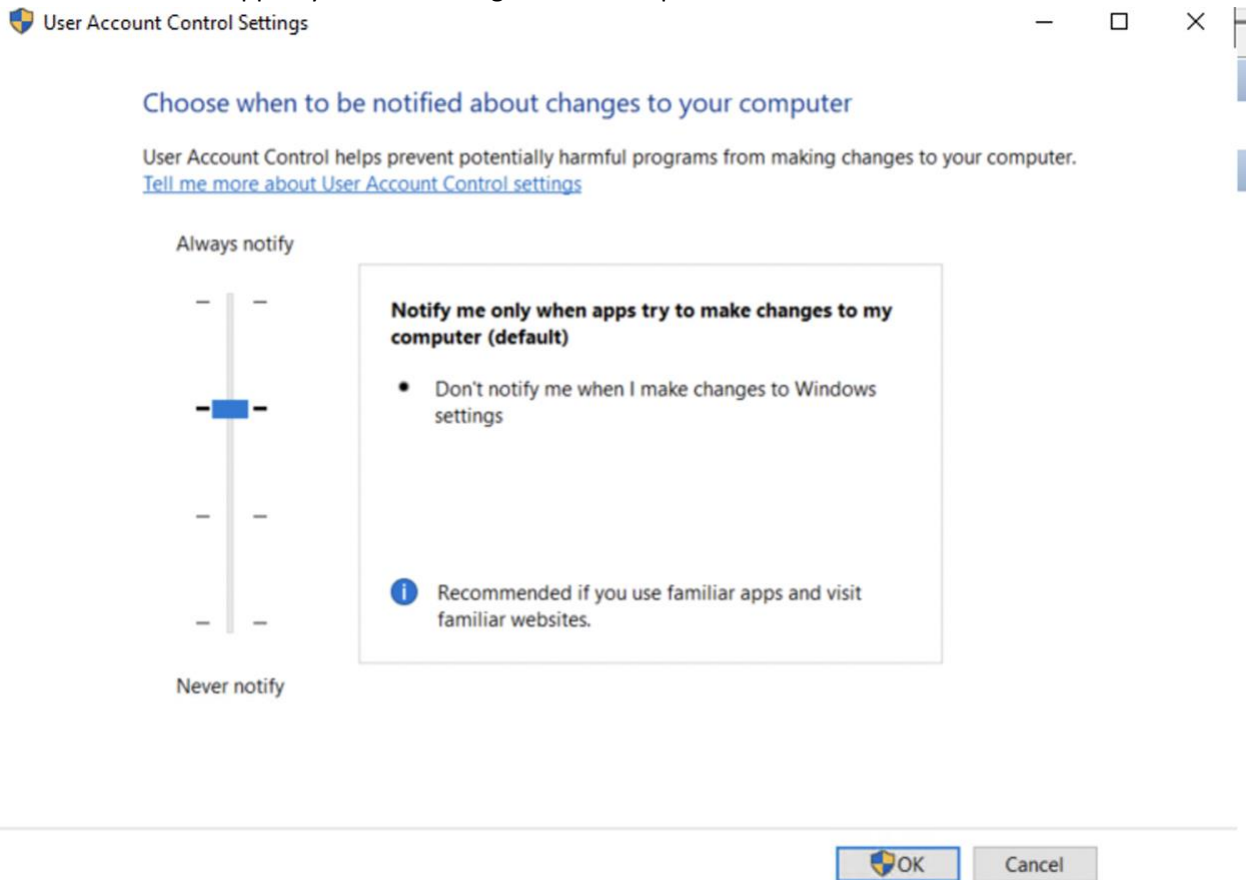 User Account Control Settings
Choose when to be notified about changes to your computer
User Account Control helps prevent potentially harmful programs from making changes to your computer.
Tell me more about User Account Control settings
Always notify
Notify me only when apps try to make changes to my
computer (default)
• Don't notify me when I make changes to Windows
settings
Recommended if you use familiar apps and visit
familiar websites.
Never notify
OK
Cancel